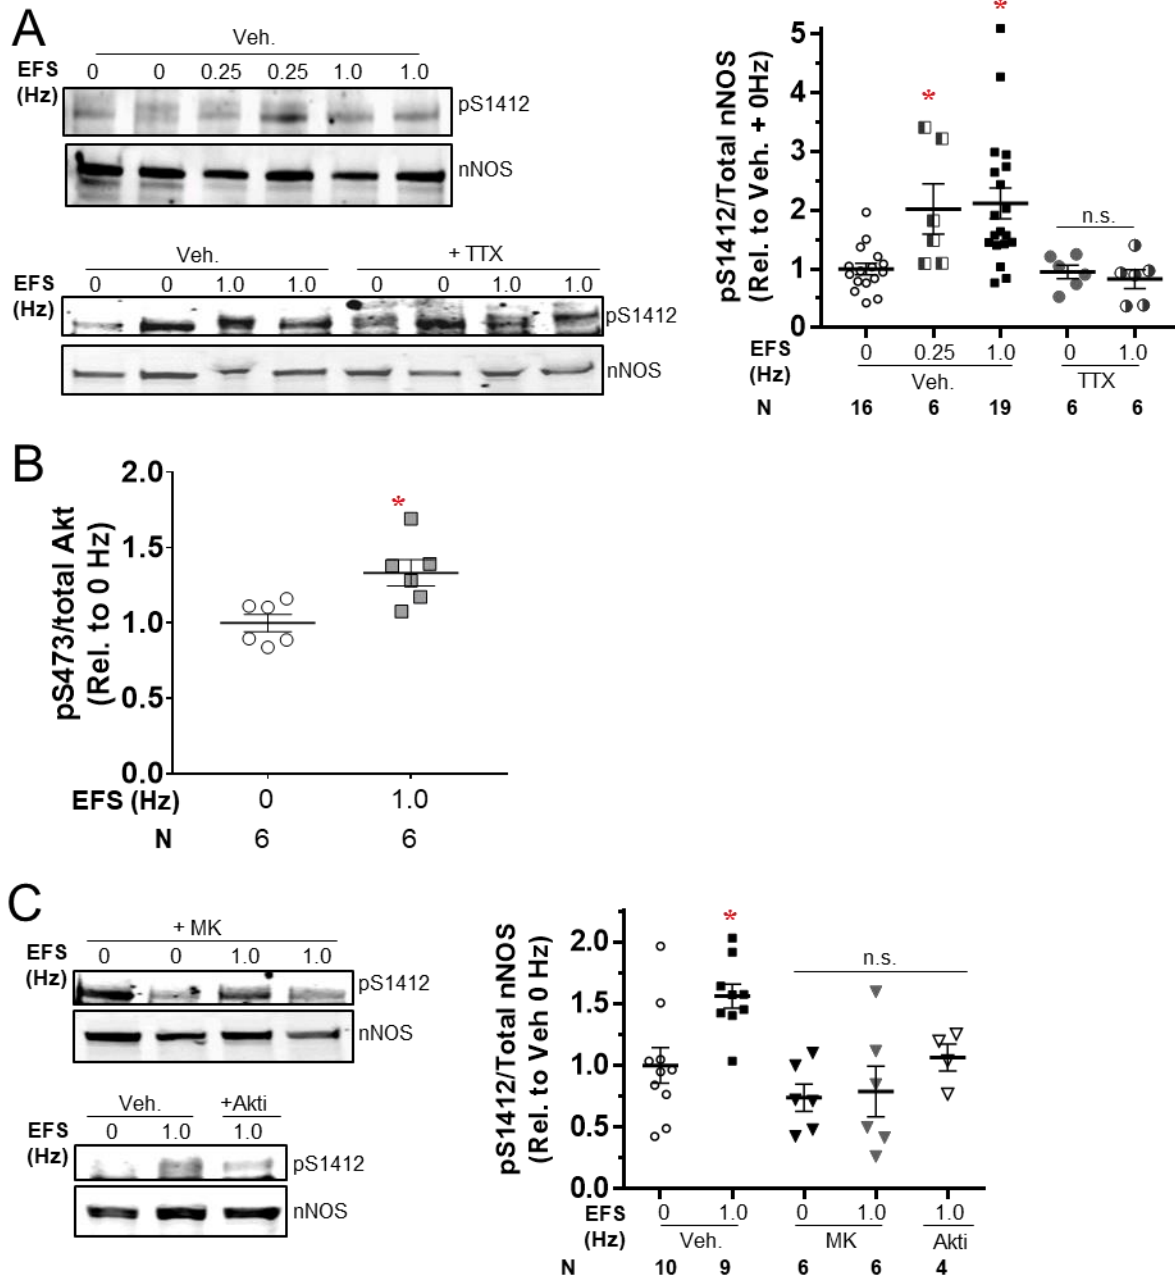 A
Veh.
EFS (Hz) 0 0 0.25 0.25 1.0 1.0
pS1412
nNOS
Veh. + TTX
EFS (Hz) 0 0 1.0 1.0 0 0 1.0 1.0
pS1412
nNOS
pS1412/Total nNOS
(Rel. to Veh. + 0Hz)
5
4
3
2
1
0
*
*
n.s.
EFS (Hz) 0 0.25 1.0 0 1.0
Veh. TTX
N 16 6 19 6 6
B
pS473/total Akt
(Rel. to 0 Hz)
2.0
1.5
1.0
0.5
0.0
*
EFS (Hz) 0 1.0
N 6 6
C
+ MK
EFS (Hz) 0 0 1.0 1.0
pS1412
nNOS
Veh. +Akti
EFS (Hz) 0 1.0 1.0
pS1412
nNOS
pS1412/Total nNOS
(Rel. to Veh 0 Hz)
2.0
1.5
1.0
0.5
0.0
*
n.s.
EFS (Hz) 0 1.0 0 1.0 1.0
Veh. MK Akti
N 10 9 6 6 4